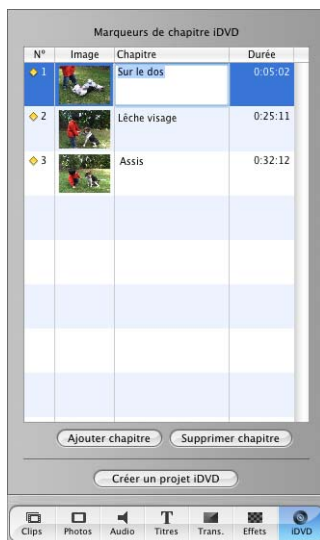 Marqueurs de chapitre iDVD
N° Image Chapitre Durée
1 Sur le dos 0:05:02
2 Lèche visage 0:25:11
3 Assis 0:32:12
Ajouter chapitre Supprimer chapitre
Créer un projet iDVD
T
Clips Photos Audio Titres Trans. Effets iDVD